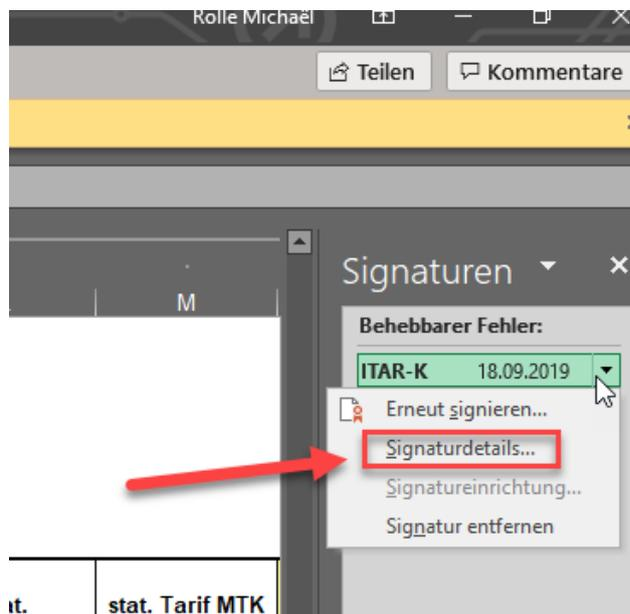 Rolle Michaël
Teilen
Kommentare
Signaturen
M
Behebbarer Fehler:
ITAR-K 18.09.2019
Erneut signieren...
Signaturdetails...
Signatureinrichtung...
Signatur entfernen
stat. Tarif MTK